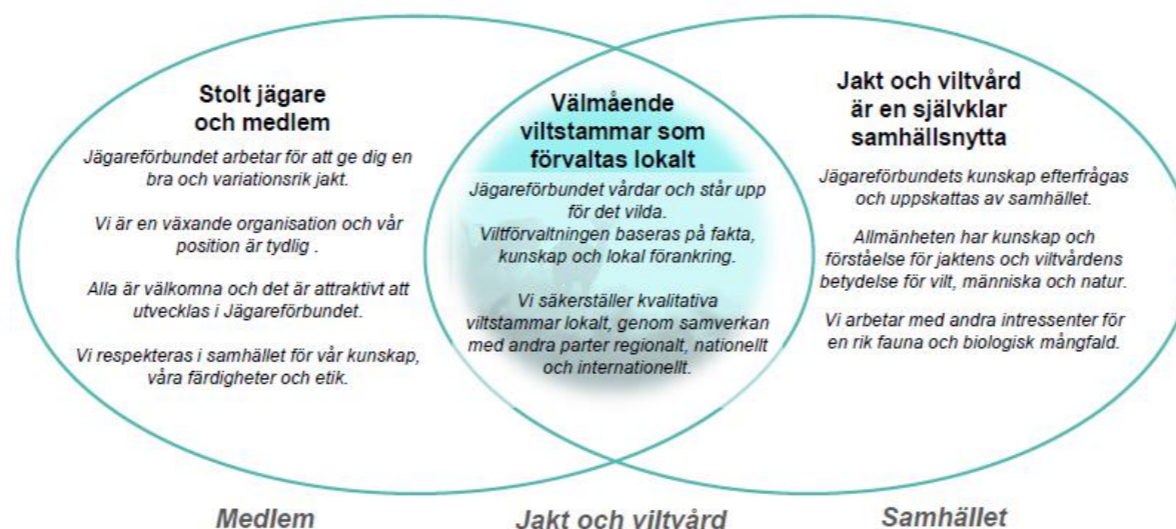 Stolt jägare
och medlem
Jägareförbundet arbetar för att ge dig en
bra och variationsrik jakt.
Vi är en växande organisation och vår
position är tydlig .
Alla är välkomna och det är attraktivt att
utvecklas i Jägareförbundet.
Vi respekteras i samhället för vår kunskap,
våra färdigheter och etik.
Välmående
viltstammar som
förvaltas lokalt
Jägareförbundet vårdar och står upp
för det vilda.
Viltförvaltningen baseras på fakta,
kunskap och lokal förankring.
Vi säkerställer kvalitativa
viltstammar lokalt, genom samverkan
med andra parter regionalt, nationellt
och internationellt.
Jakt och viltvård
är en självklar
samhällsnytta
Jägareförbundets kunskap efterfrågas
och uppskattas av samhället.
Allmänheten har kunskap och
förståelse för jaktens och viltvårdens
betydelse för vilt, människa och natur.
Vi arbetar med andra intressenter för
en rik fauna och biologisk mångfald.
Medlem
Jakt och viltvård
Samhället